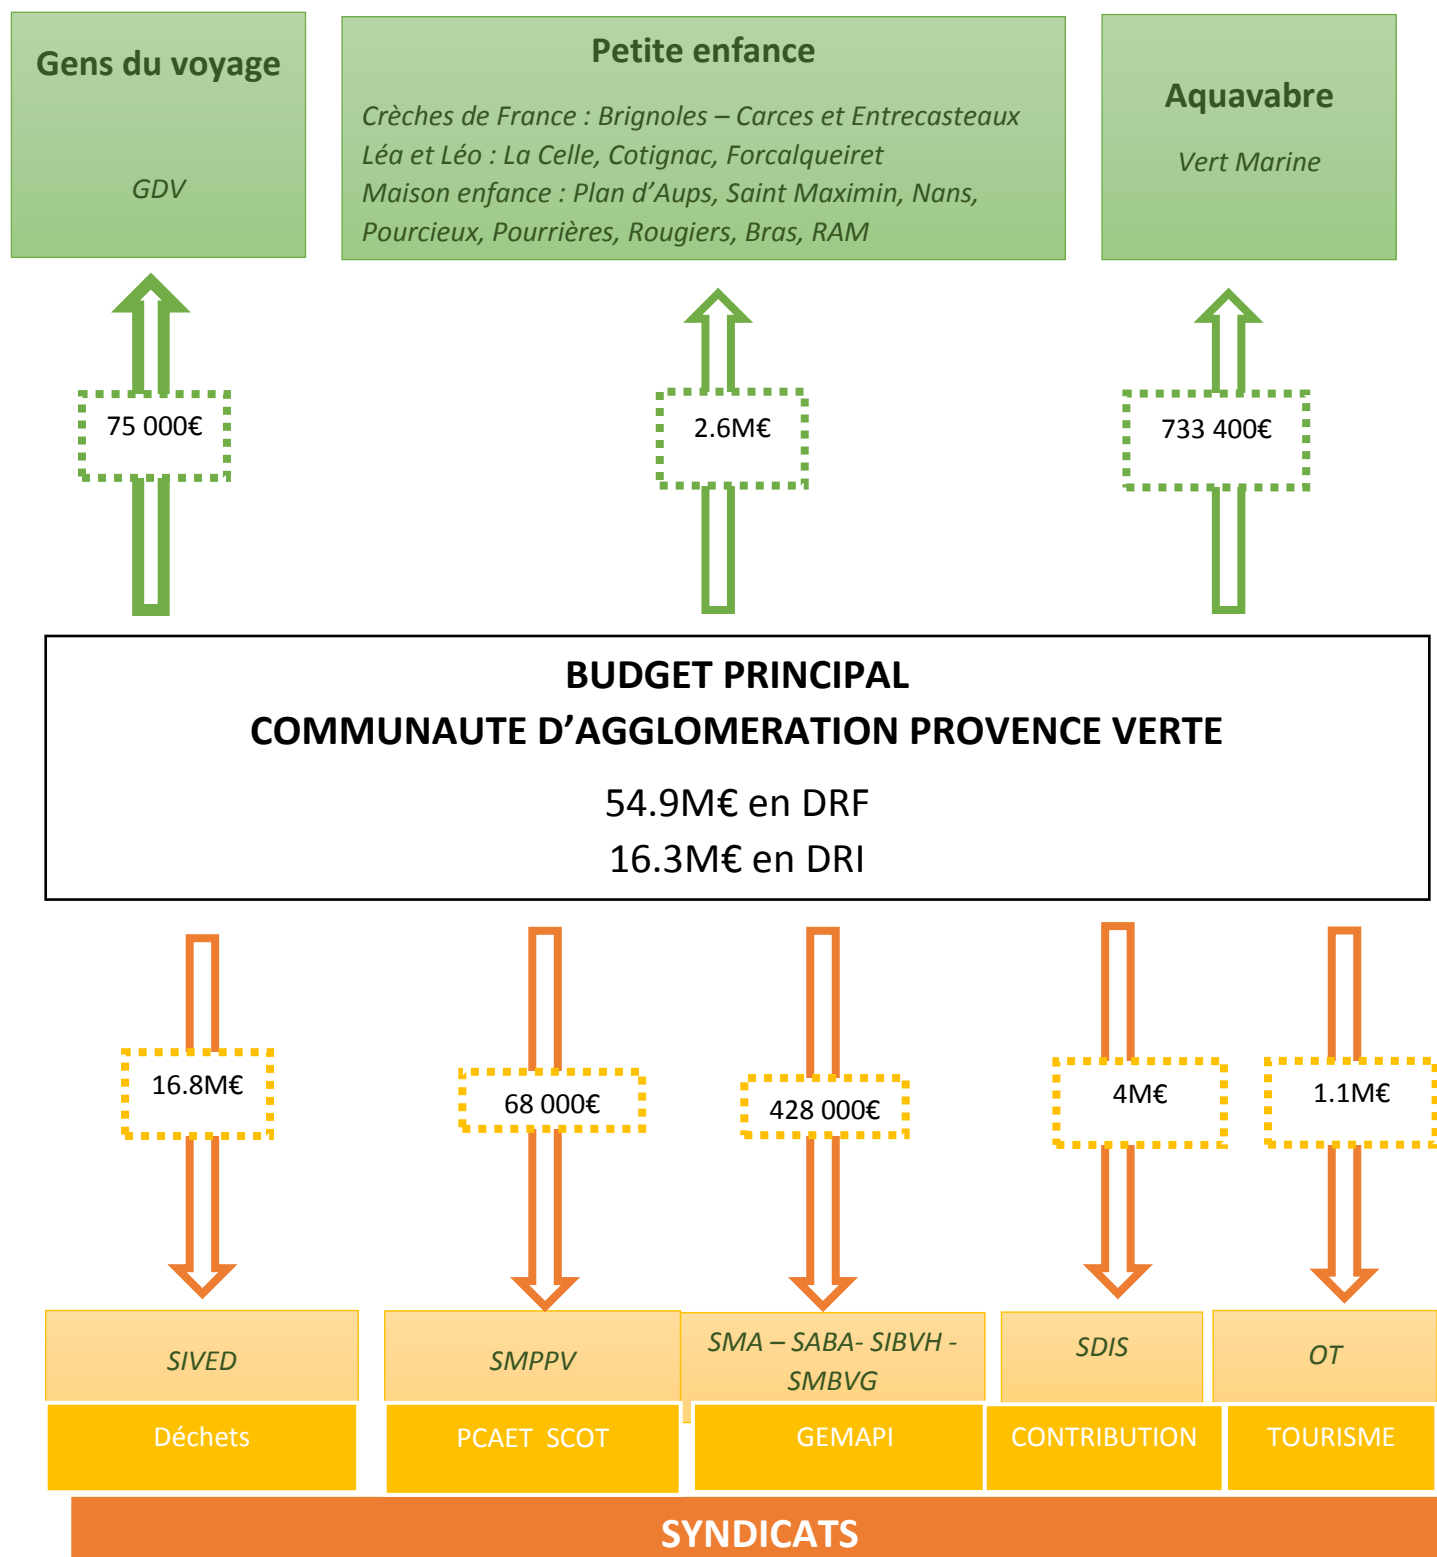 Gens du voyage
GDV
Petite enfance
Crèches de France : Brignoles – Carces et Entrecasteaux
Léa et Léo : La Celle, Cotignac, Forcalqueiret
Maison enfance : Plan d’Aups, Saint Maximin, Nans,
Pourcieux, Pourrières, Rougiers, Bras, RAM
Aquavabre
Vert Marine
75 000€
2.6M€
733 400€
BUDGET PRINCIPAL
COMMUNAUTE D’AGGLOMERATION PROVENCE VERTE
54.9M€ en DRF
16.3M€ en DRI
16.8M€
68 000€
428 000€
4M€
1.1M€
SIVED
SMPPV
SMA – SABA- SIBVH -
SMBVG
SDIS
OT
Déchets
PCAET SCOT
GEMAPI
CONTRIBUTION
TOURISME
SYNDICATS